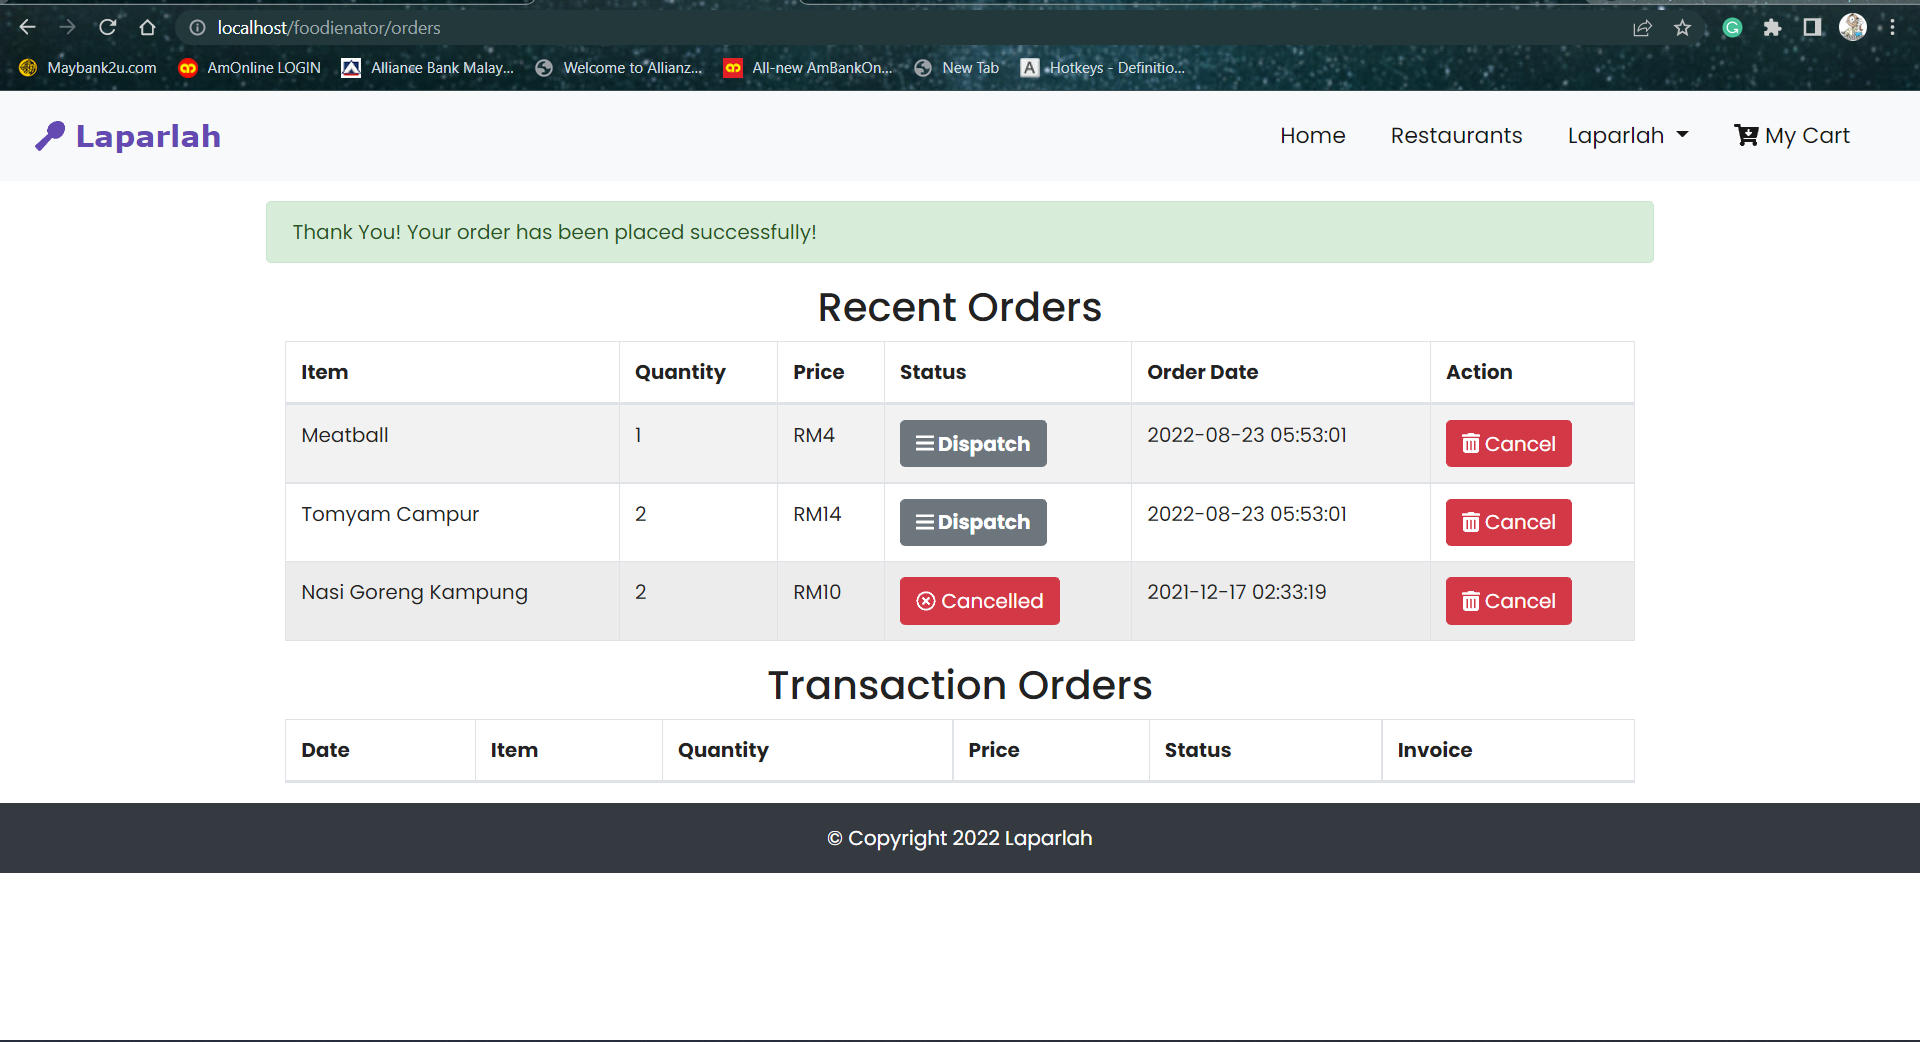 localhost/foodienator/orders
Maybank2u.com AmOnline LOGIN Alliance Bank Malay... Welcome to Allianz... All-new AmBankOn... New Tab A Hotkeys - Definitio...
Laparlah Home Restaurants Laparlah My Cart
Thank You! Your order has been placed successfully!
Recent Orders
Item Quantity Price Status Order Date Action
Meatball 1 RM4 Dispatch 2022-08-23 05:53:01 Cancel
Tomyam Campur 2 RM14 Dispatch 2022-08-23 05:53:01 Cancel
Nasi Goreng Kampung 2 RM10 Cancelled 2021-12-17 02:33:19 Cancel
Transaction Orders
Date Item Quantity Price Status Invoice
© Copyright 2022 Laparlah